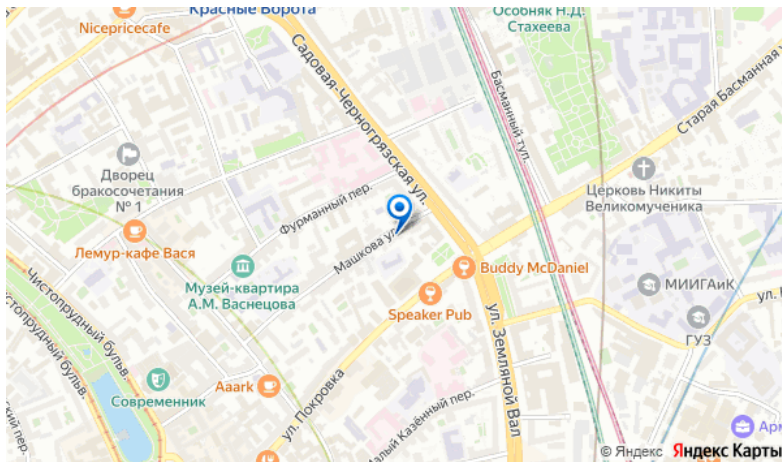 Красные Ворота
Nicepricecafe
Особняк Н.Д.
Стахеева
Садовая-Черногрязская ул.
Басманный туп.
Старая Басманная
Дворец
бракосочетания
№ 1
Фурманный пер.
Церковь Никиты
Великомученика
Лемур-кафе Вася
Машкова ул.
Музей-квартира
А.М. Васнецова
Buddy McDaniel
МИИГАиК
Speaker Pub
ул. Земляной Вал
ГУЗ
Чистопрудный бульв.
Чистопрудный бульв.
Современник
Aaark
ул. Покровка
Малый Казённый пер.
© Яндекс Яндекс Карты